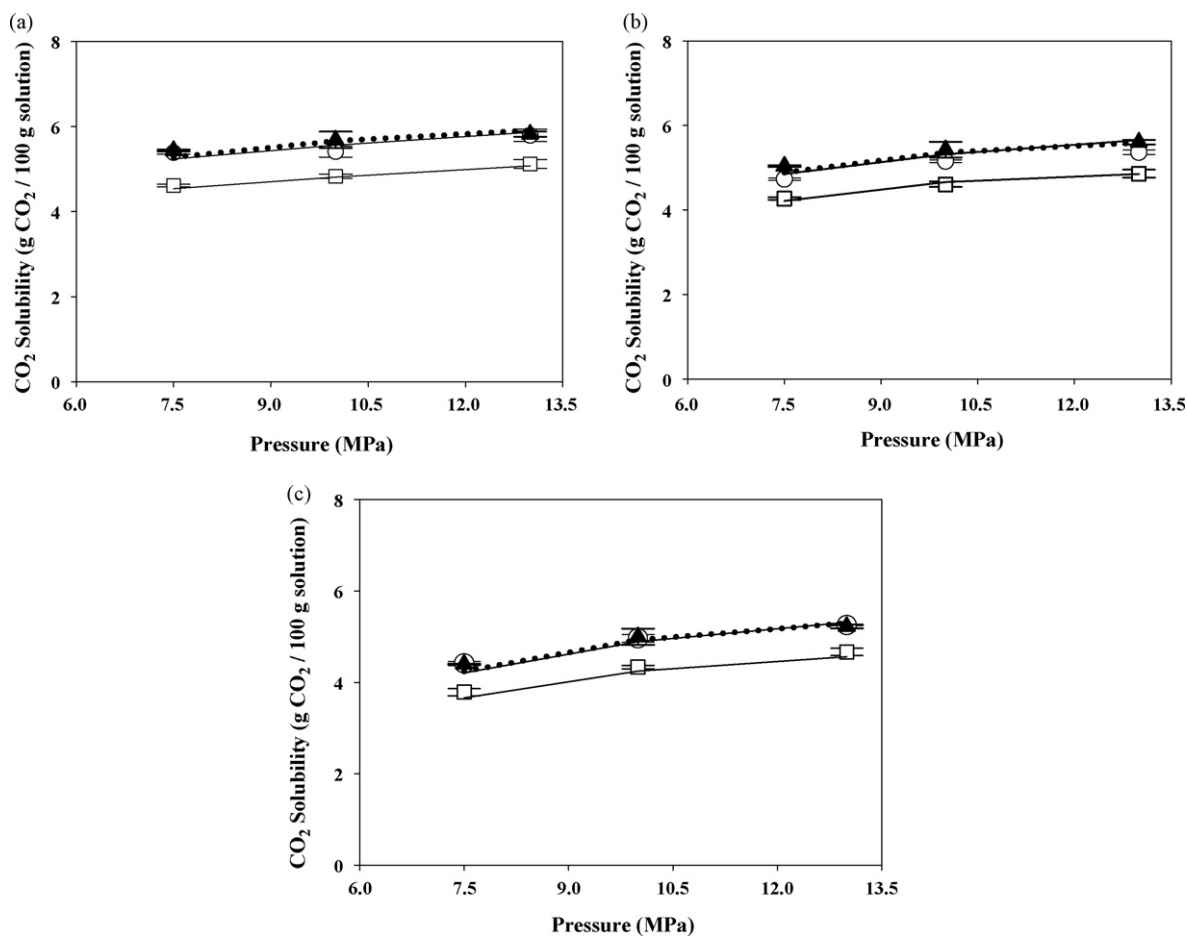 (a)
8
6
4
2
0
6.0 7.5 9.0 10.5 12.0 13.5
Pressure (MPa)
CO₂ Solubility (g CO₂ / 100 g solution)
(b)
8
6
4
2
0
6.0 7.5 9.0 10.5 12.0 13.5
Pressure (MPa)
CO₂ Solubility (g CO₂ / 100 g solution)
(c)
8
6
4
2
0
6.0 7.5 9.0 10.5 12.0 13.5
Pressure (MPa)
CO₂ Solubility (g CO₂ / 100 g solution)